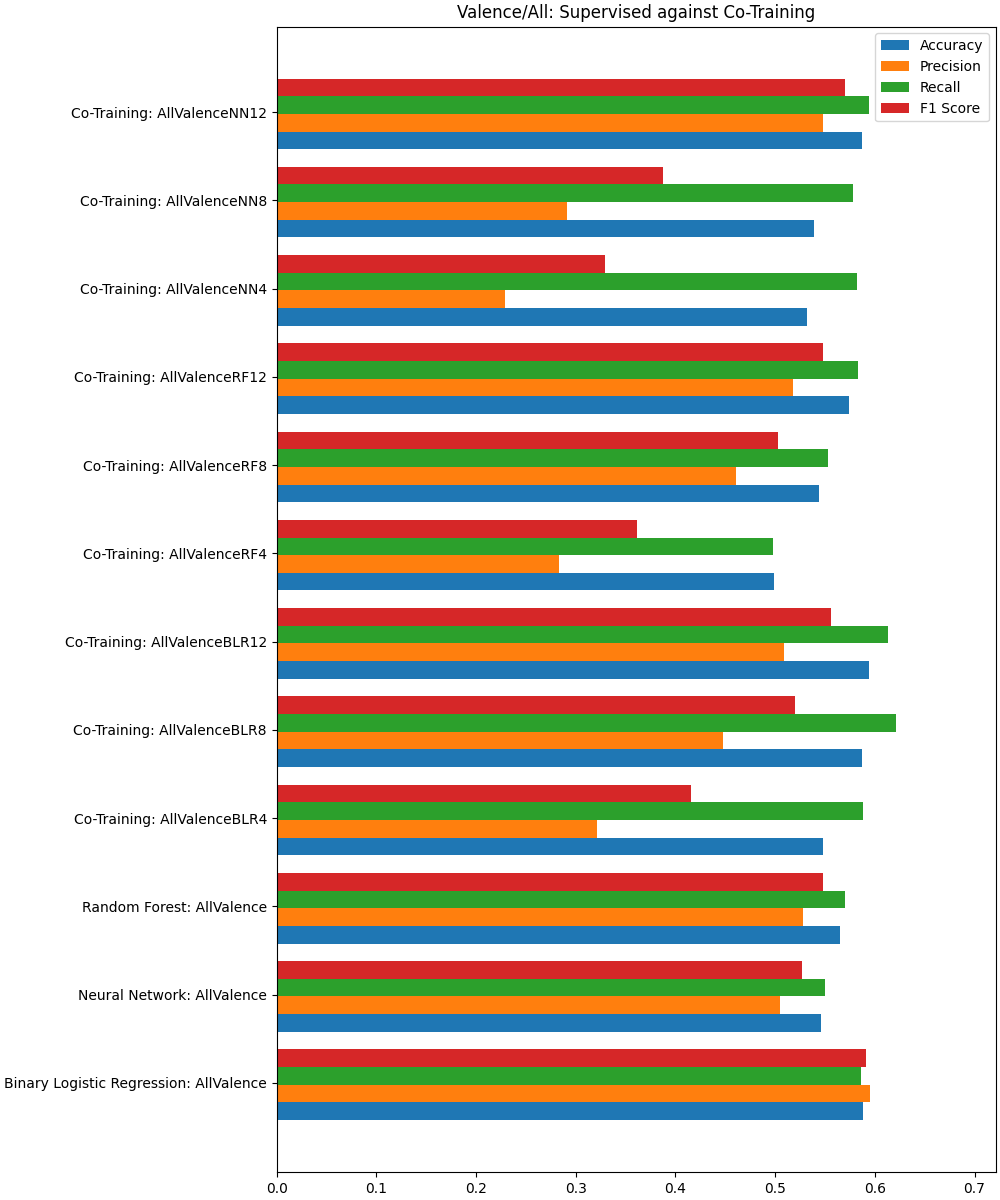 Valence/All: Supervised against Co-Training
Accuracy
Precision
Recall
F1 Score
Co-Training: AllValenceNN12
Co-Training: AllValenceNN8
Co-Training: AllValenceNN4
Co-Training: AllValenceRF12
Co-Training: AllValenceRF8
Co-Training: AllValenceRF4
Co-Training: AllValenceBLR12
Co-Training: AllValenceBLR8
Co-Training: AllValenceBLR4
Random Forest: AllValence
Neural Network: AllValence
Binary Logistic Regression: AllValence
0.0 0.1 0.2 0.3 0.4 0.5 0.6 0.7